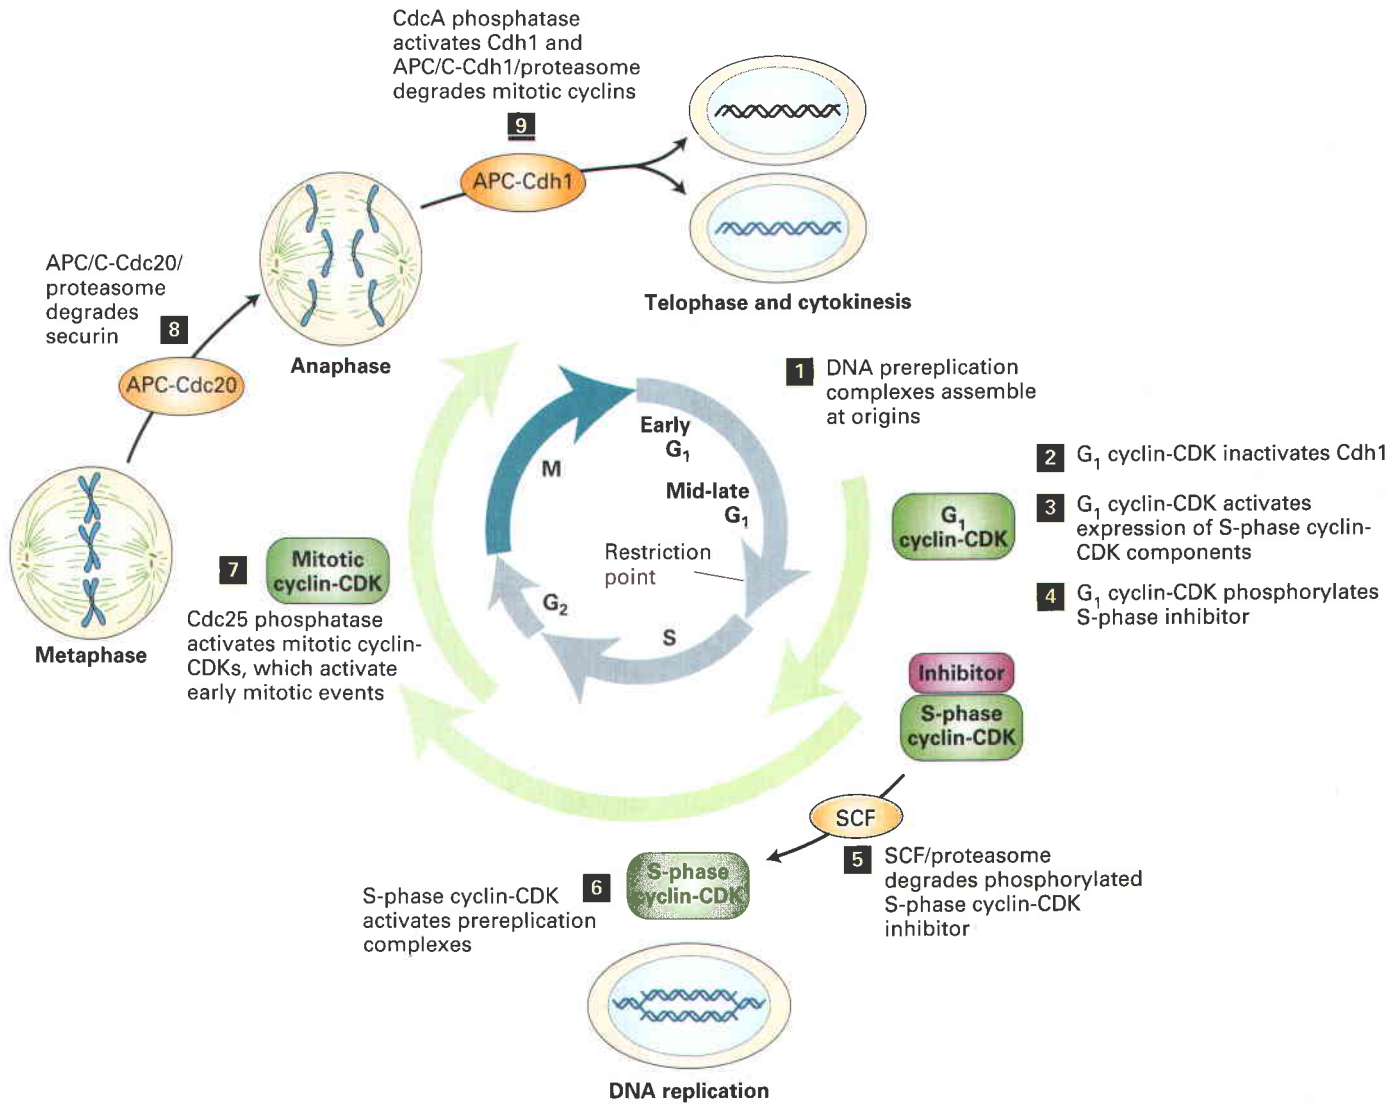 CdcA phosphatase
activates Cdh1 and
APC/C-Cdh1/proteasome
degrades mitotic cyclins
9
APC-Cdh1
Telophase and cytokinesis
APC/C-Cdc20/
proteasome
degrades
securin
8
APC-Cdc20
Anaphase
1
DNA prereplication
complexes assemble
at origins
Early
G₁
M
Mid-late
G₁
Restriction
point
G₂
S
2
G₁ cyclin-CDK inactivates Cdh1
G₁
cyclin-CDK
3
G₁ cyclin-CDK activates
expression of S-phase cyclin-
CDK components
4
G₁ cyclin-CDK phosphorylates
S-phase inhibitor
7
Mitotic
cyclin-CDK
Cdc25 phosphatase
activates mitotic cyclin-
CDKs, which activate
early mitotic events
Metaphase
Inhibitor
S-phase
cyclin-CDK
SCF
5
SCF/proteasome
degrades phosphorylated
S-phase cyclin-CDK
inhibitor
6
S-phase
cyclin-CDK
S-phase cyclin-CDK
activates prereplication
complexes
DNA replication